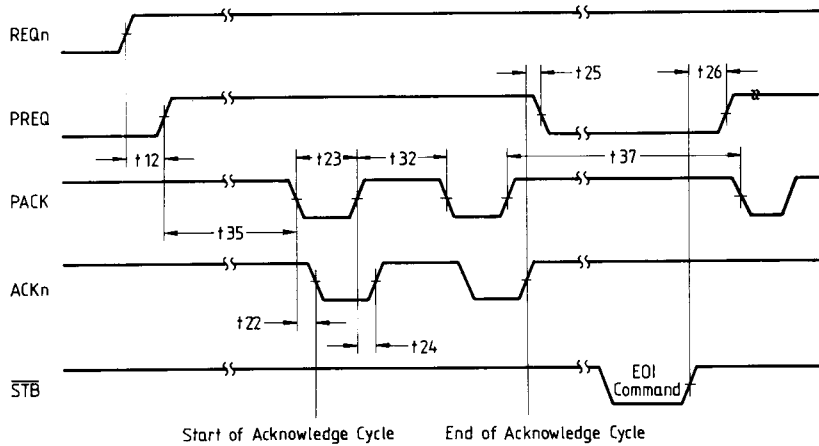 REQn
t25
t26
PREQ
t12
t23
t32
t37
PACK
t35
ACKn
t22
t24
EOI
Command
STB
Start of Acknowledge Cycle
End of Acknowledge Cycle